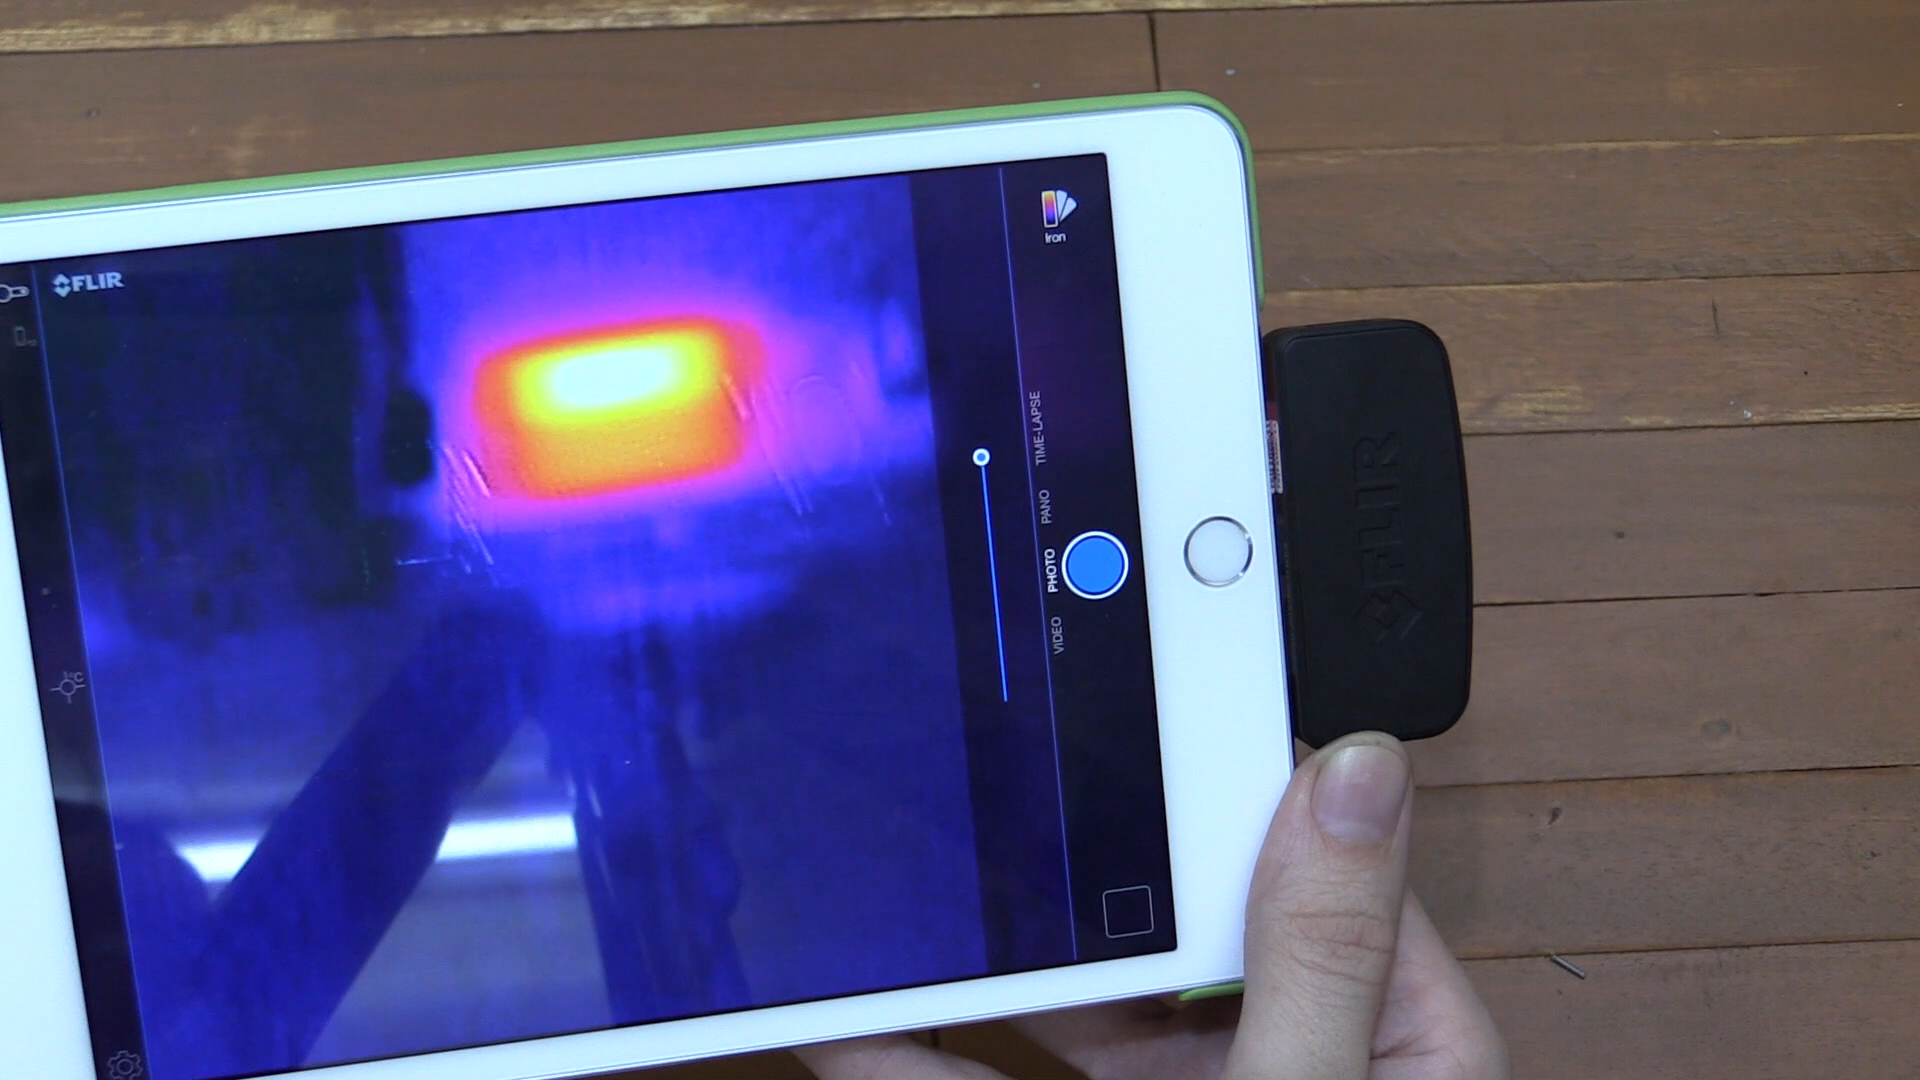 FLIR
Iron
TIME-LAPSE
PANO
PHOTO
VIDEO
FLIR